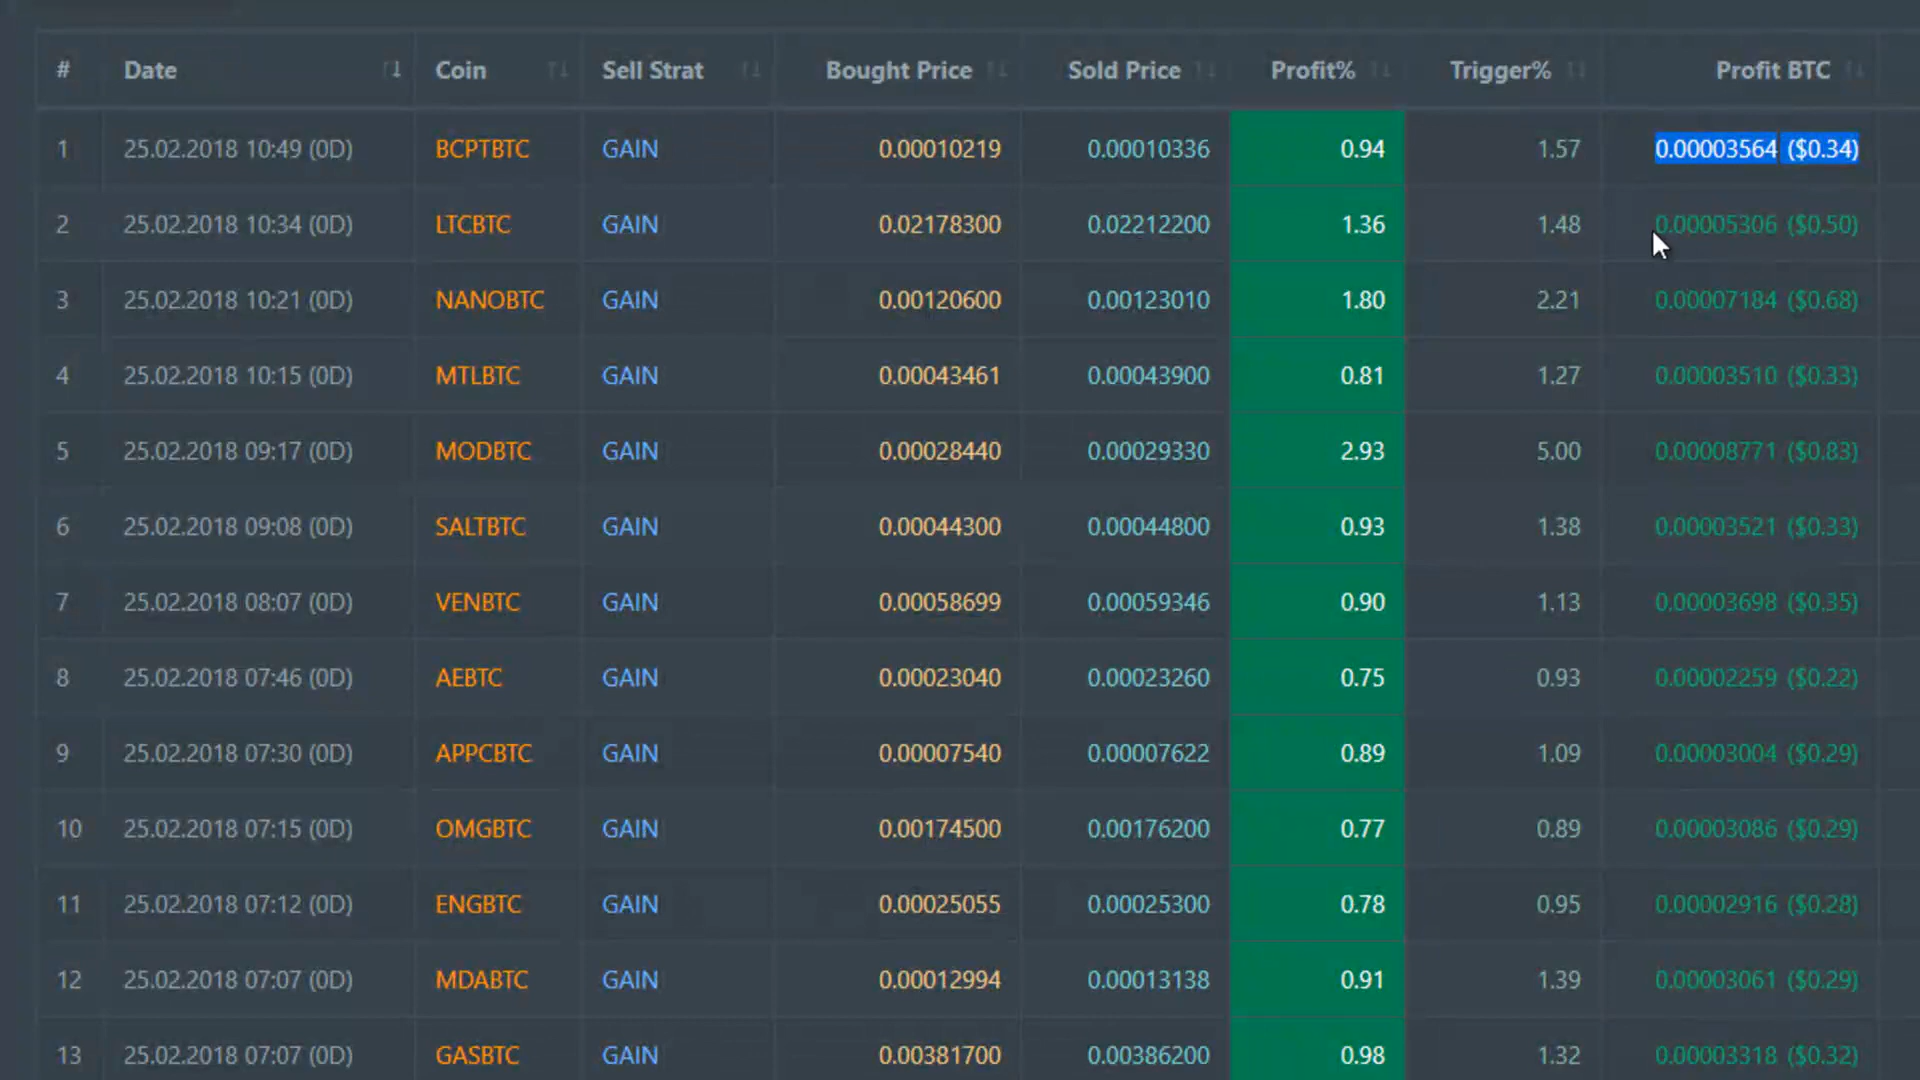 # Date Coin Sell Strat Bought Price Sold Price Profit% Trigger% Profit BTC
1 25.02.2018 10:49 (0D) BCPTBTC GAIN 0.00010219 0.00010336 0.94 1.57 0.00003564 ($0.34)
2 25.02.2018 10:34 (0D) LTCBTC GAIN 0.02178300 0.02212200 1.36 1.48 0.00005306 ($0.50)
3 25.02.2018 10:21 (0D) NANOBTC GAIN 0.00120600 0.00123010 1.80 2.21 0.00007184 ($0.68)
4 25.02.2018 10:15 (0D) MTLBTC GAIN 0.00043461 0.00043900 0.81 1.27 0.00003510 ($0.33)
5 25.02.2018 09:17 (0D) MODBTC GAIN 0.00028440 0.00029330 2.93 5.00 0.00008771 ($0.83)
6 25.02.2018 09:08 (0D) SALTBTC GAIN 0.00044300 0.00044800 0.93 1.38 0.00003521 ($0.33)
7 25.02.2018 08:07 (0D) VENBTC GAIN 0.00058699 0.00059346 0.90 1.13 0.00003698 ($0.35)
8 25.02.2018 07:46 (0D) AEBTC GAIN 0.00023040 0.00023260 0.75 0.93 0.00002259 ($0.22)
9 25.02.2018 07:30 (0D) APPCBTC GAIN 0.00007540 0.00007622 0.89 1.09 0.00003004 ($0.29)
10 25.02.2018 07:15 (0D) OMGBTC GAIN 0.00174500 0.00176200 0.77 0.89 0.00003086 ($0.29)
11 25.02.2018 07:12 (0D) ENGBTC GAIN 0.00025055 0.00025300 0.78 0.95 0.00002916 ($0.28)
12 25.02.2018 07:07 (0D) MDABTC GAIN 0.00012994 0.00013138 0.91 1.39 0.00003061 ($0.29)
13 25.02.2018 07:07 (0D) GASBTC GAIN 0.00381700 0.00386200 0.98 1.32 0.00003318 ($0.32)